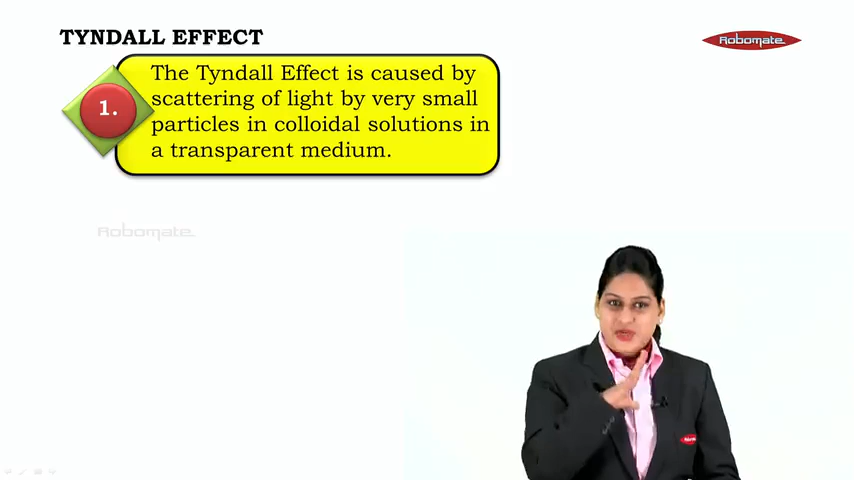 TYNDALL EFFECT
Robomate
The Tyndall Effect is caused by
1.
scattering of light by very small
particles in colloidal solutions in
a transparent medium.
Robomate